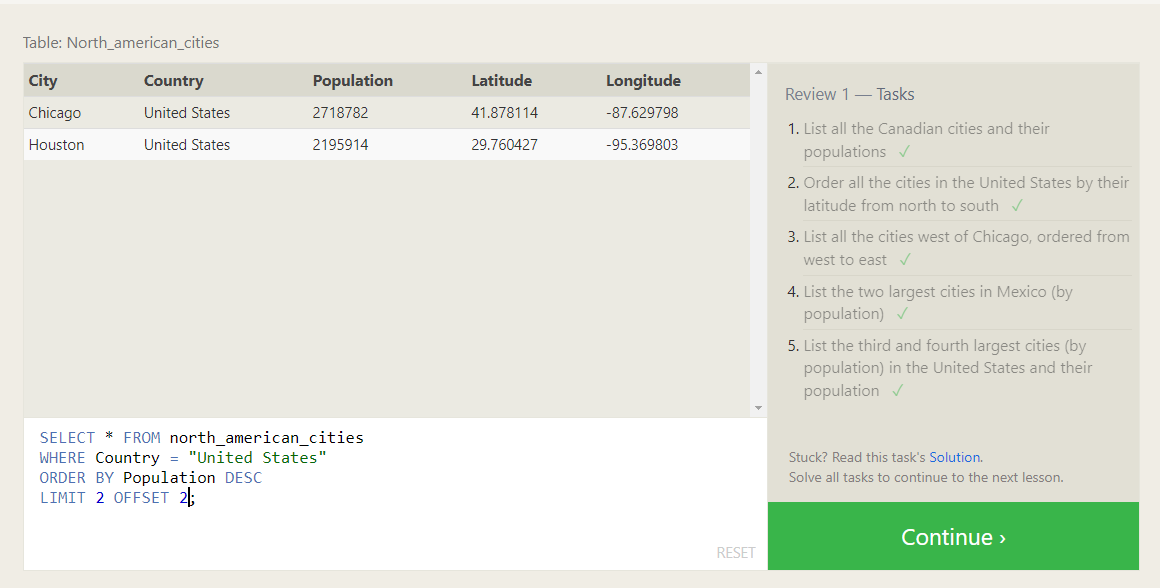 Table: North_american_cities
City Country Population Latitude Longitude
Chicago United States 2718782 41.878114 -87.629798
Houston United States 2195914 29.760427 -95.369803
SELECT * FROM north_american_cities
WHERE Country = "United States"
ORDER BY Population DESC
LIMIT 2 OFFSET 2;
RESET
Review 1 — Tasks
1. List all the Canadian cities and their
populations ✓
2. Order all the cities in the United States by their
latitude from north to south ✓
3. List all the cities west of Chicago, ordered from
west to east ✓
4. List the two largest cities in Mexico (by
population) ✓
5. List the third and fourth largest cities (by
population) in the United States and their
population ✓
Stuck? Read this task's Solution.
Solve all tasks to continue to the next lesson.
Continue ›